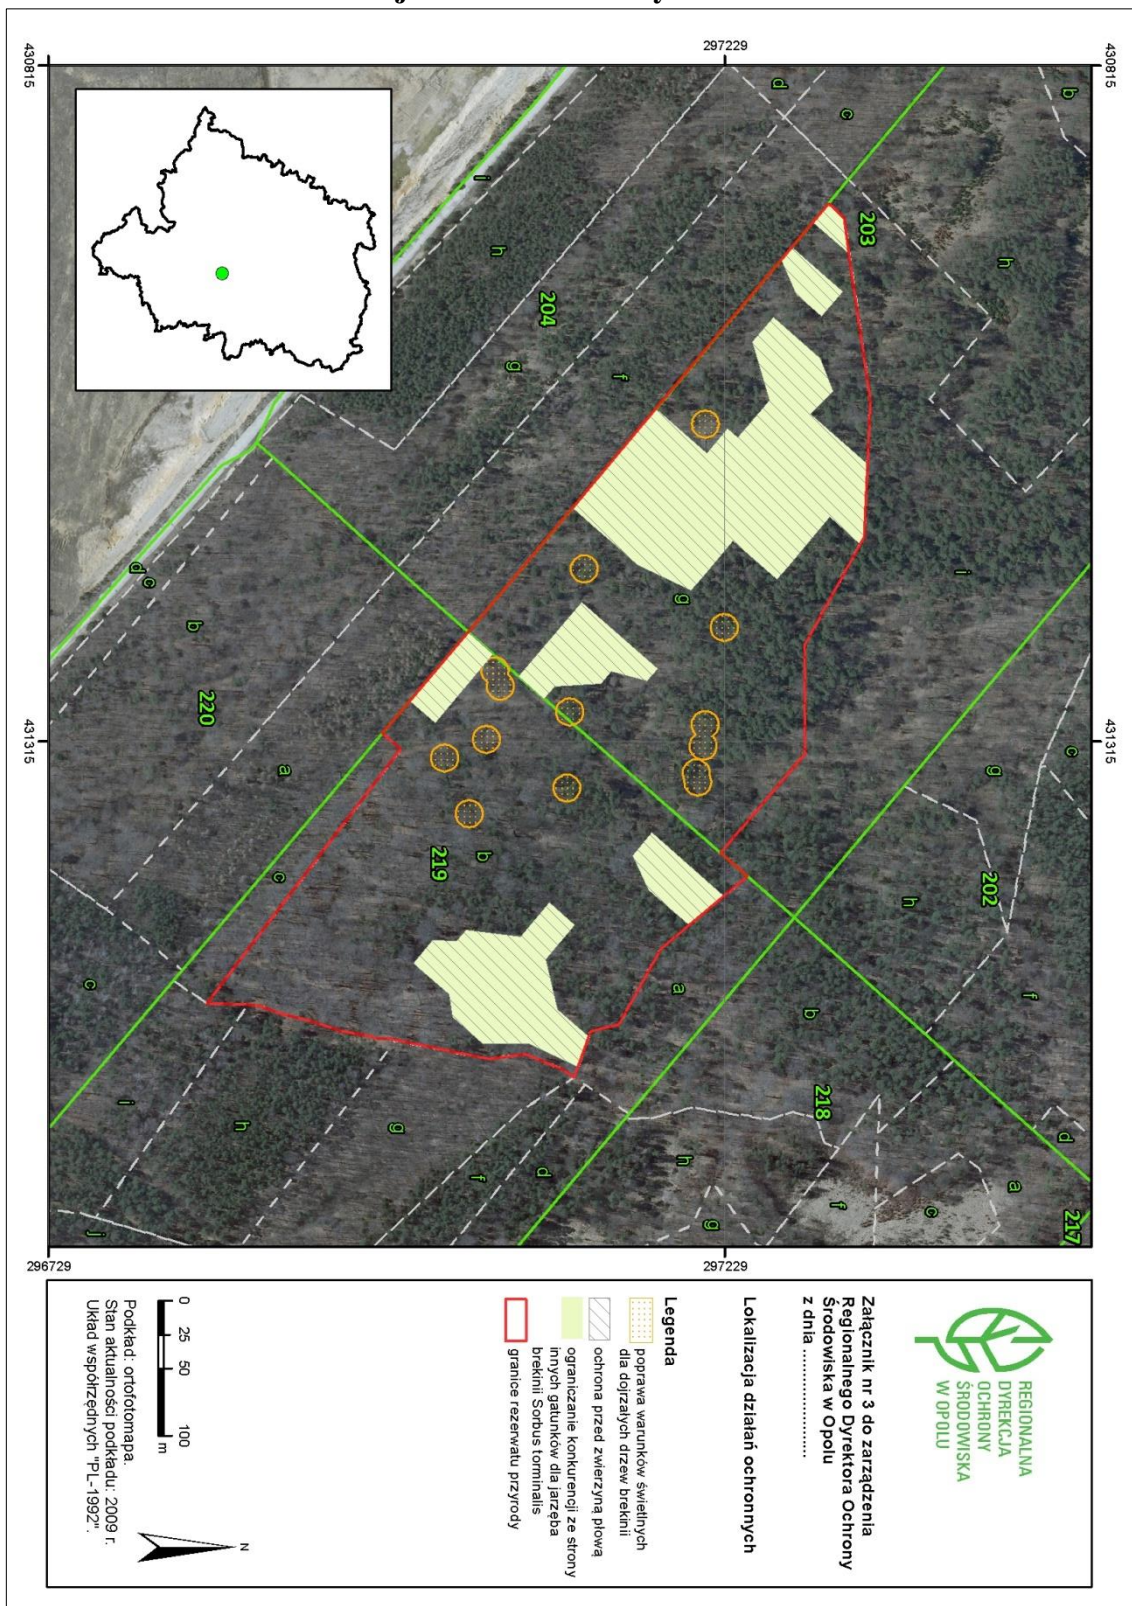 430815
297229
430815
b
d
c
i
h
203
h
204
g
f
i
g
d
c
b
220
431315
431315
a
c
g
202
h
b
219
c
f
a
b
218
c
i
h
g
f
d
h
g
f
c
a
d
217
j
296729
297229
REGIONALNA
DYREKCJA
OCHRONY
ŚRODOWISKA
W OPOLU
Załącznik nr 3 do zarządzenia
Regionalnego Dyrektora Ochrony
Środowiska w Opolu
z dnia .....................
Lokalizacja działań ochronnych
Legenda
poprawa warunków świetlnych
dla dojrzałych drzew brekinii
ochrona przed zwierzyną płową
ograniczanie konkurencji ze strony
innych gatunków dla jarzęba
brekinii Sorbus torminalis
granice rezerwatu przyrody
0 25 50 100
m
Podkład: ortofotomapa.
Stan aktualności podkładu: 2009 r.
Układ współrzędnych "PL-1992".
N